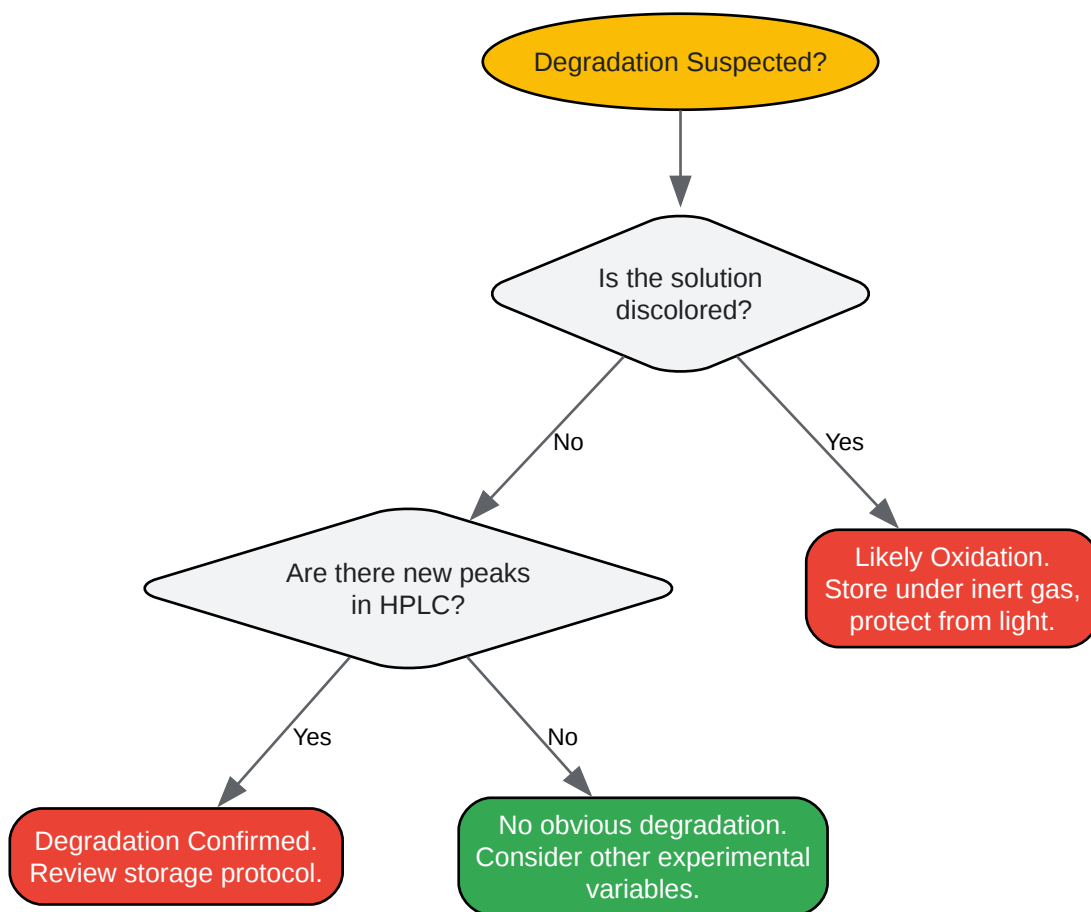 Degradation Suspected?
Is the solution
discolored?
No
Yes
Are there new peaks
in HPLC?
Likely Oxidation.
Store under inert gas,
protect from light.
Yes
No
Degradation Confirmed.
Review storage protocol.
No obvious degradation.
Consider other experimental
variables.